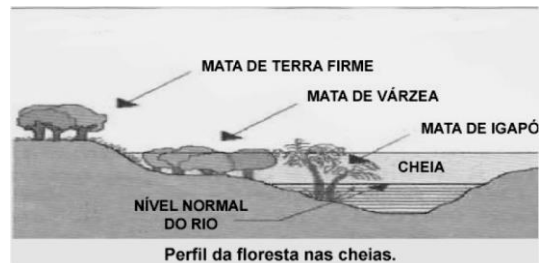 MATA DE TERRA FIRME
MATA DE VÁRZEA
MATA DE IGAPÓ
CHEIA
NÍVEL NORMAL
DO RIO
Perfil da floresta nas cheias.